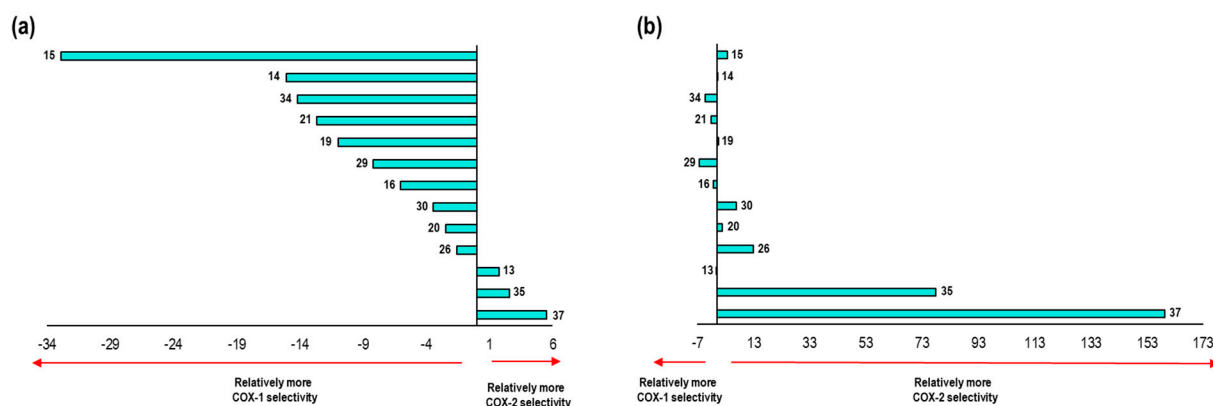 (a)
15
14
34
21
19
29
16
30
20
26
13
35
37
-34 -29 -24 -19 -14 -9 -4 1 6
Relatively more
COX-1 selectivity
Relatively more
COX-2 selectivity
(b)
15
14
34
21
19
29
16
30
20
26
13
35
37
-7 13 33 53 73 93 113 133 153 173
Relatively more
COX-1 selectivity
Relatively more
COX-2 selectivity